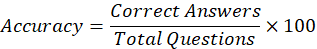 Accuracy = Correct Answers / Total Questions × 100